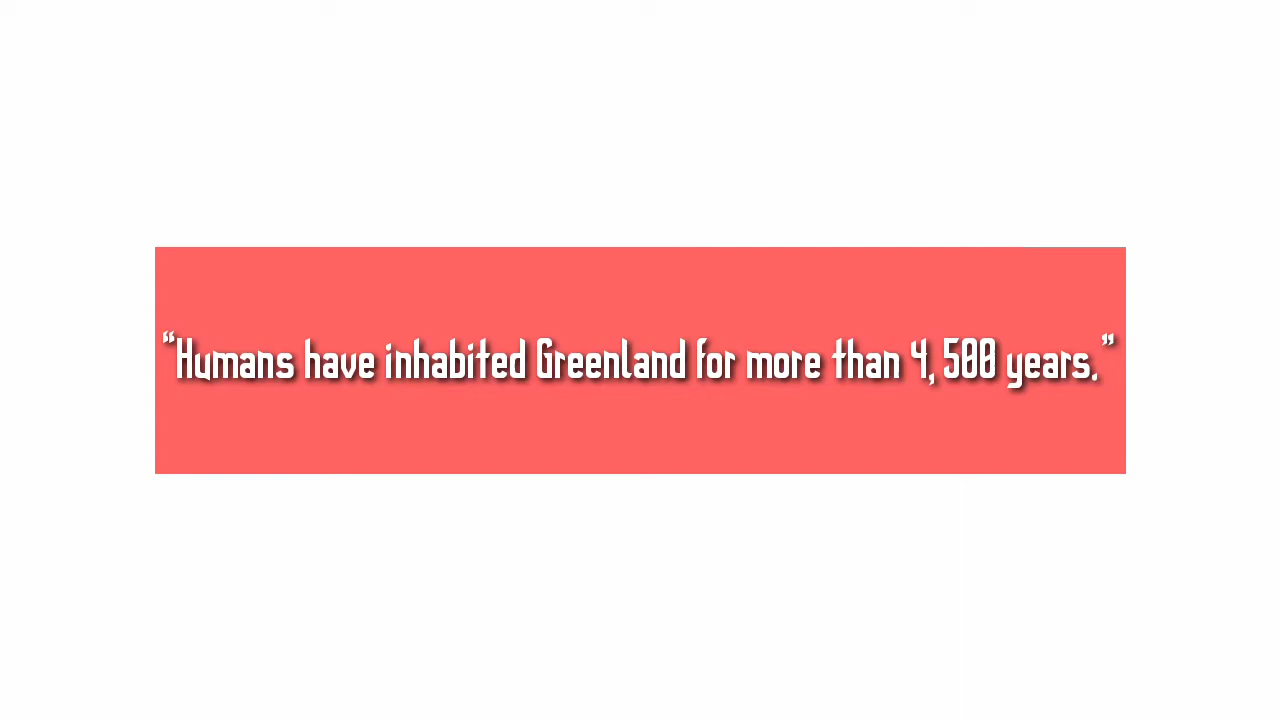 “Humans have inhabited Greenland for more than 4, 500 years.”